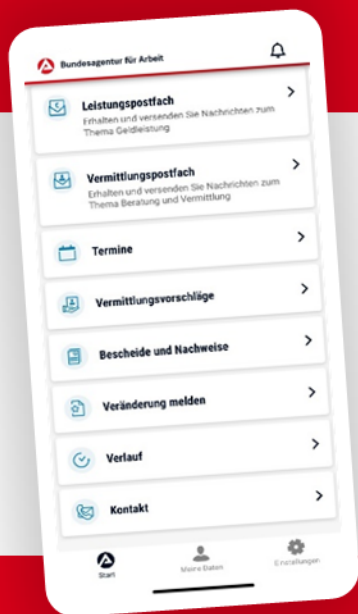 Bundesagentur für Arbeit
Leistungspostfach
Erhalten und versenden Sie Nachrichten zum
Thema Geldleistung
Vermittlungspostfach
Erhalten und versenden Sie Nachrichten zum
Thema Beratung und Vermittlung
Termine
Vermittlungsvorschläge
Bescheide und Nachweise
Veränderung melden
Verlauf
Kontakt
Start
Meine Daten
Einstellungen